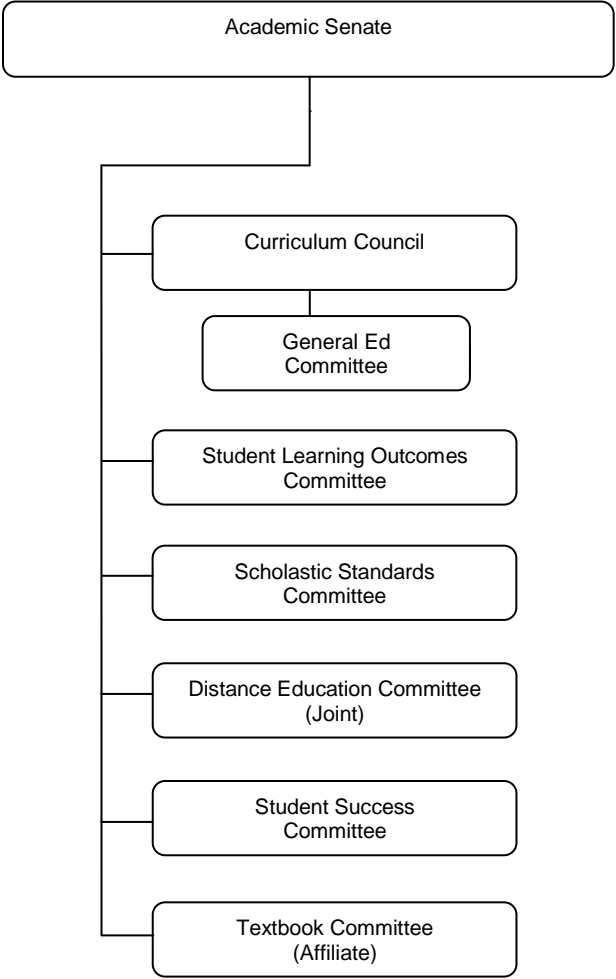 Academic Senate
Curriculum Council
General Ed
Committee
Student Learning Outcomes
Committee
Scholastic Standards
Committee
Distance Education Committee
(Joint)
Student Success
Committee
Textbook Committee
(Affiliate)